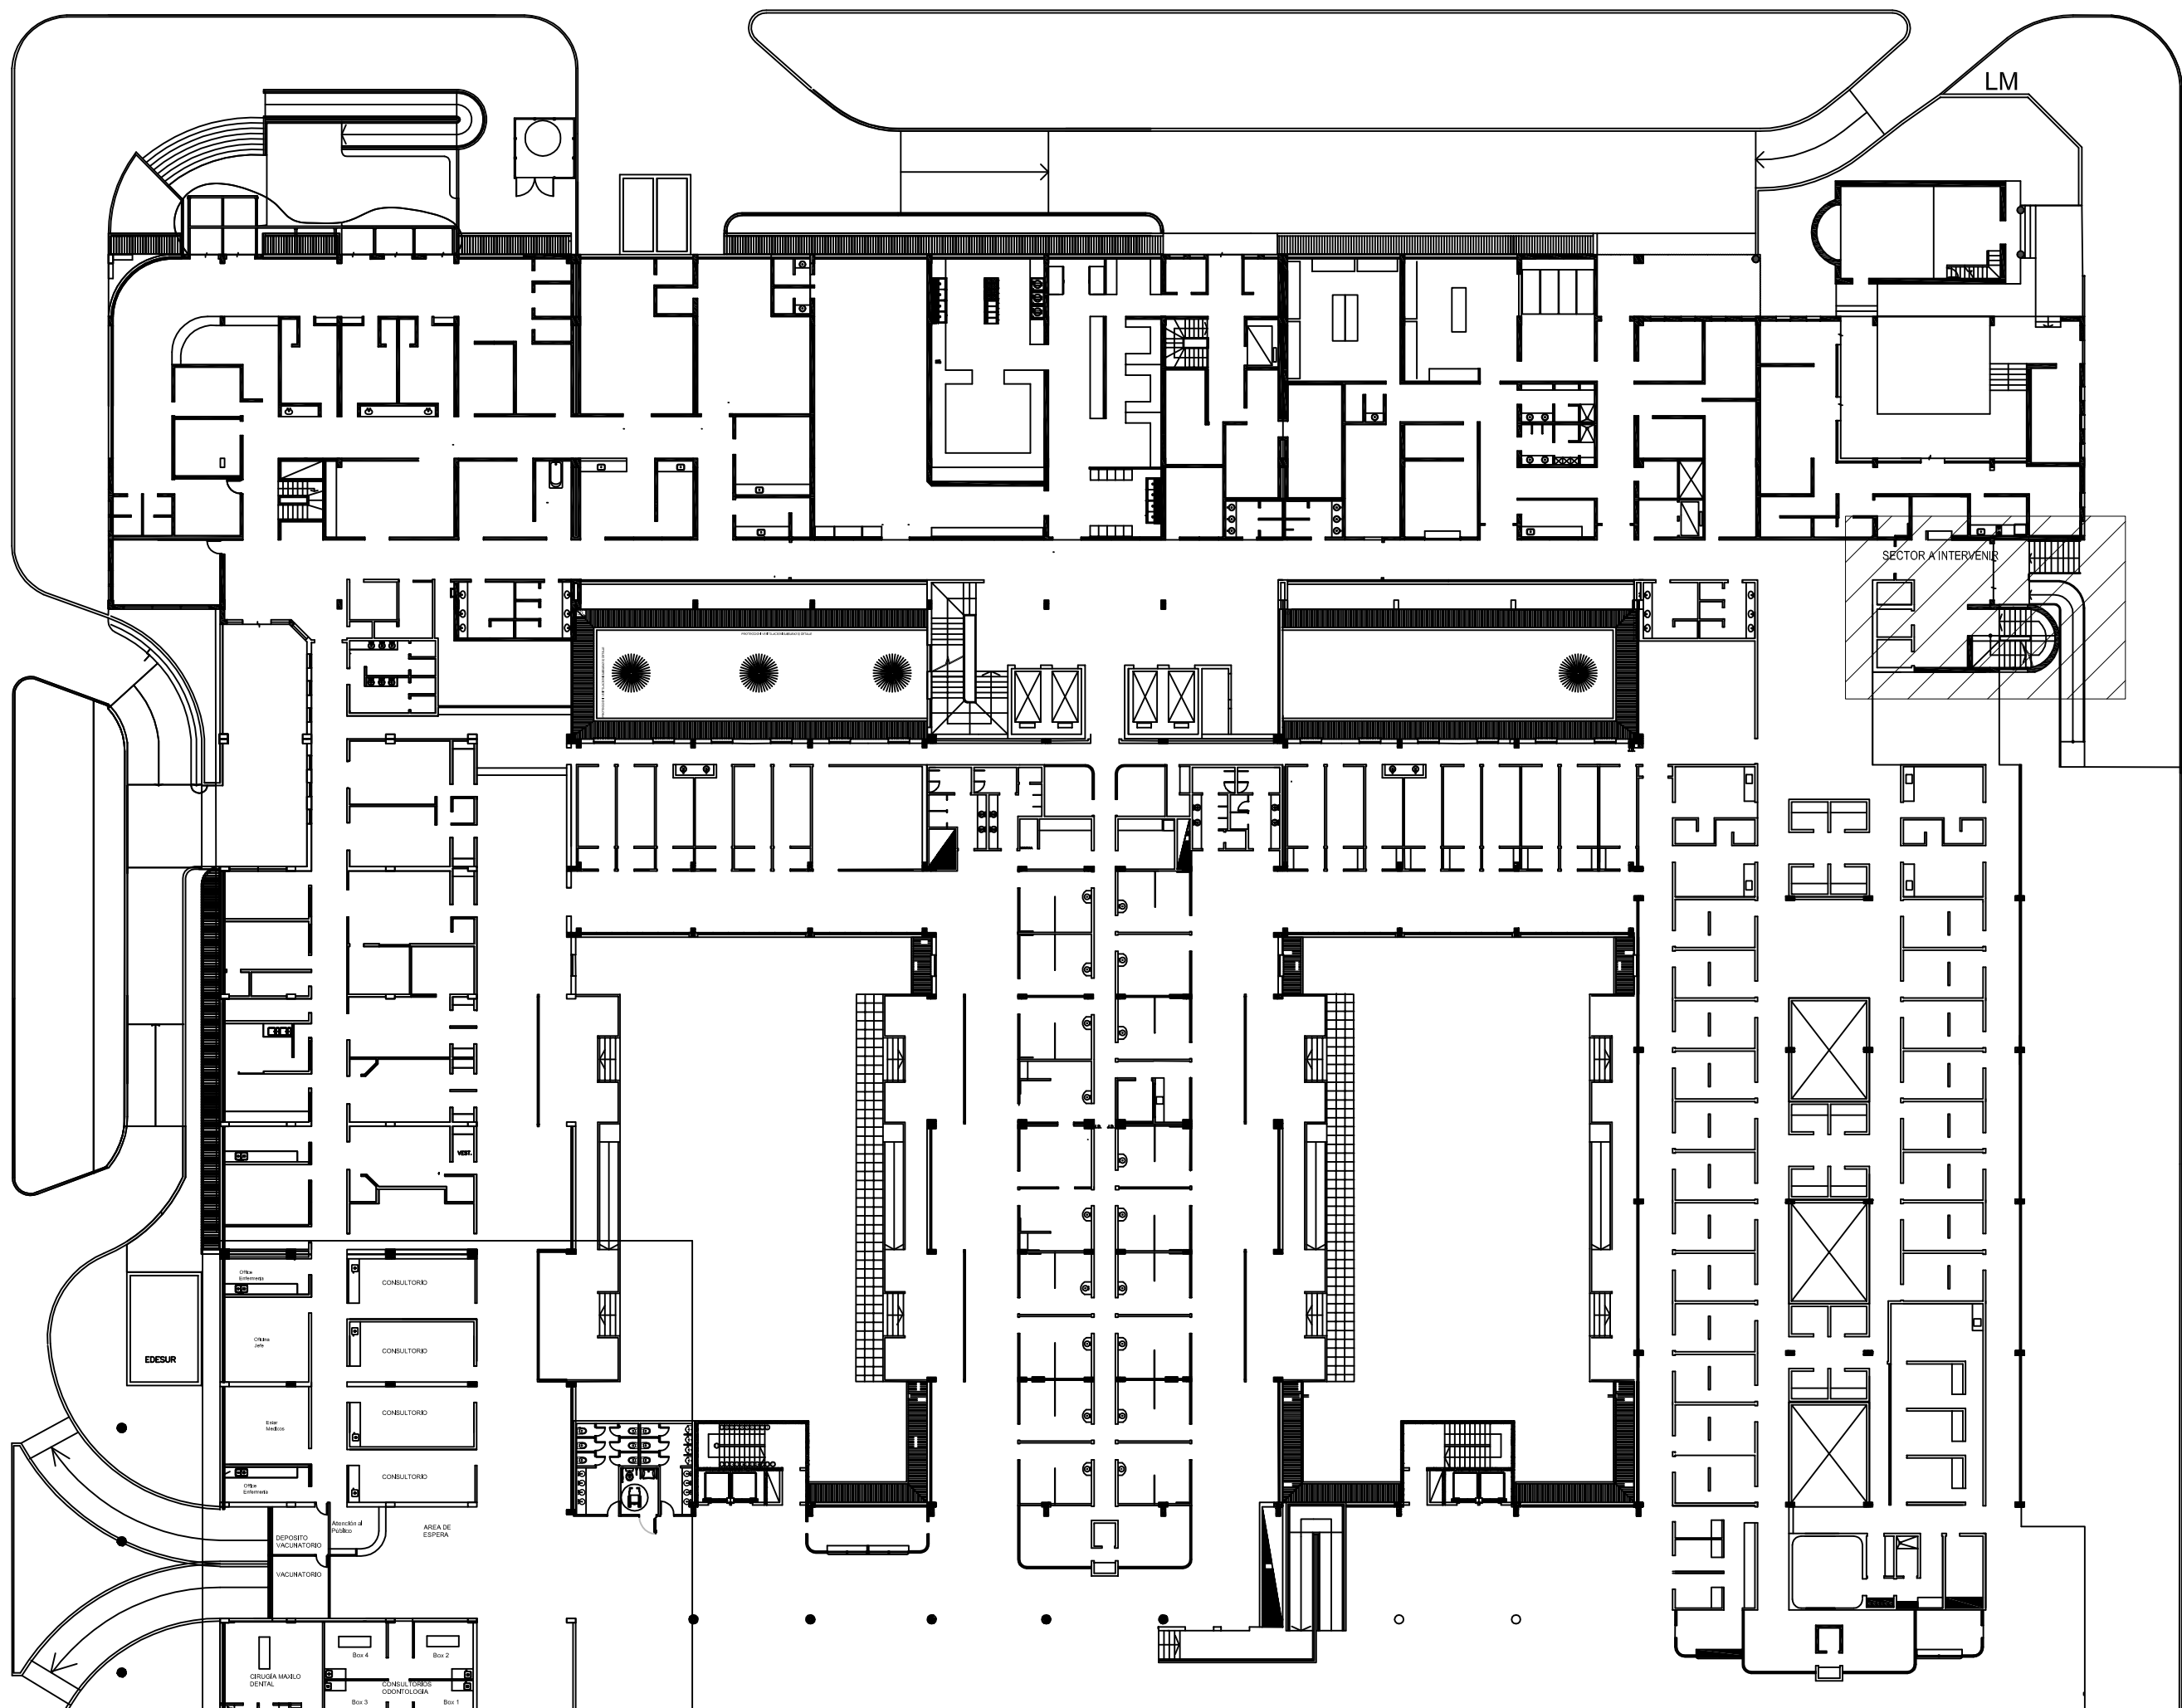 LM
SECTOR A INTERVENIR
VEST.
Office
Enfermería
CONSULTORIO
Oficina
Jefe
CONSULTORIO
EDESUR
Estar
Medicos
CONSULTORIO
Office
Enfermería
CONSULTORIO
Atención al
Público
AREA DE
ESPERA
DEPOSITO
VACUNATORIO
VACUNATORIO
Box 4
Box 2
CIRUGÍA MAXILO
DENTAL
CONSULTORIOS
ODONTOLOGIA
Box 3
Box 1